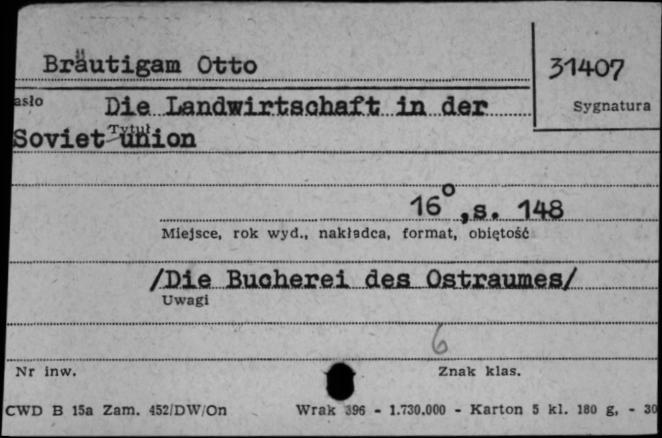 Bräutigam Otto
31407
asło
Die Landwirtschaft in der
Sygnatura
Tytuł
Soviet union
16°,s. 148
Miejsce, rok wyd., nakładca, format, objętość
/Die Bucherei des Ostraumes/
Uwagi
6
Nr inw.
Znak klas.
CWD B 15a Zam. 452/DW/On
Wrak 396 - 1.730.000 - Karton 5 kl. 180 g, - 30